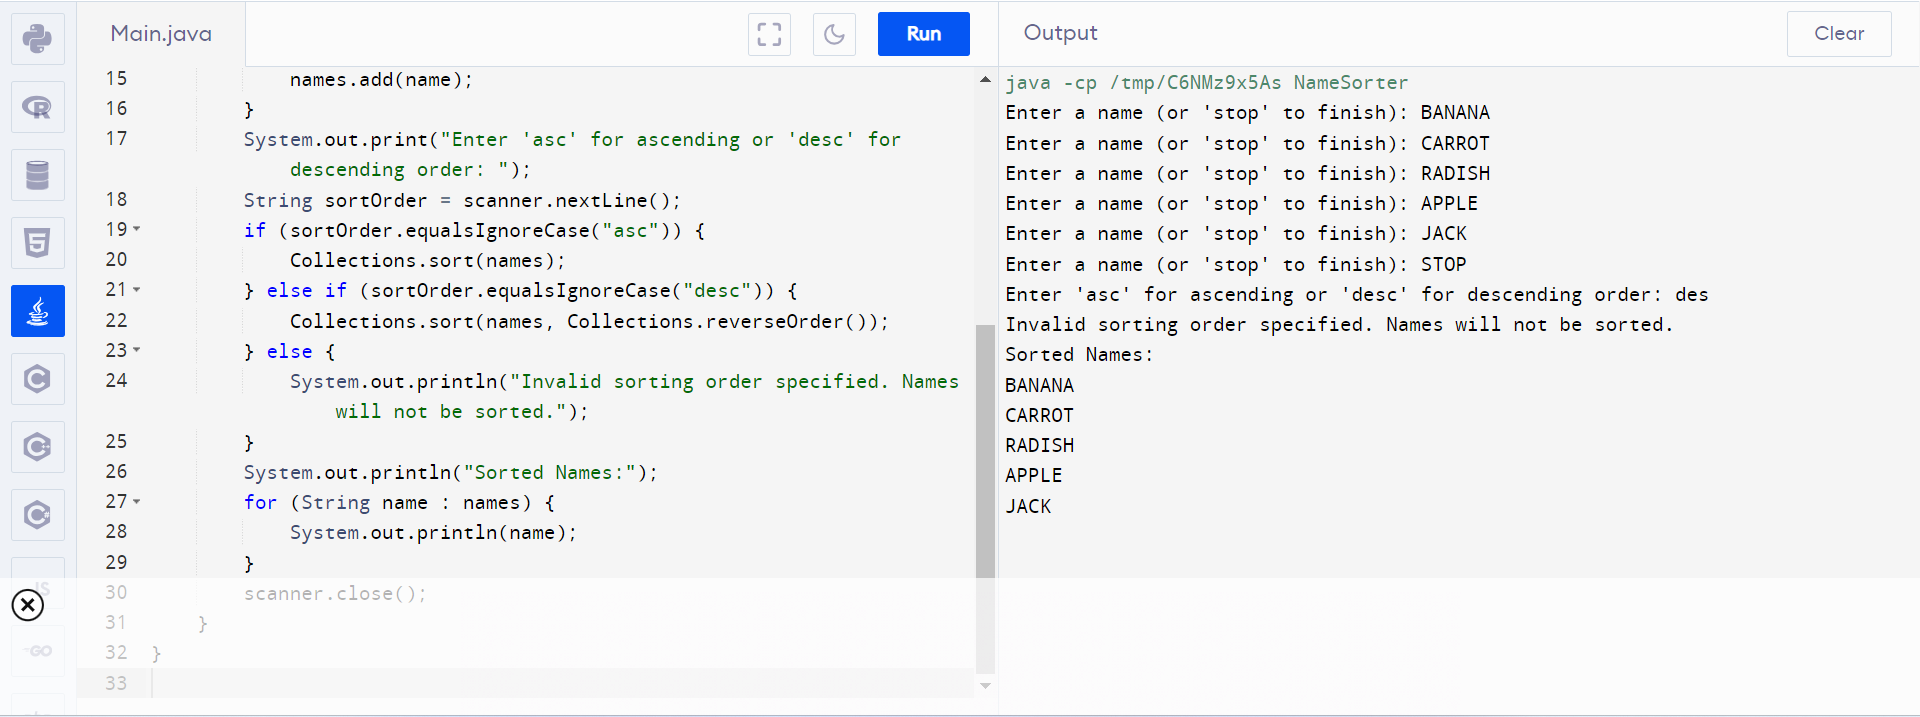 Main.java
Run
15 names.add(name);
16 }
17 System.out.print("Enter 'asc' for ascending or 'desc' for
descending order: ");
18 String sortOrder = scanner.nextLine();
19 if (sortOrder.equalsIgnoreCase("asc")) {
20 Collections.sort(names);
21 } else if (sortOrder.equalsIgnoreCase("desc")) {
22 Collections.sort(names, Collections.reverseOrder());
23 } else {
24 System.out.println("Invalid sorting order specified. Names
will not be sorted.");
25 }
26 System.out.println("Sorted Names:");
27 for (String name : names) {
28 System.out.println(name);
29 }
30 scanner.close();
31 }
32 }
33
R
5
C
C++
C#
JS
GO
Output
Clear
java -cp /tmp/C6NMz9x5As NameSorter
Enter a name (or 'stop' to finish): BANANA
Enter a name (or 'stop' to finish): CARROT
Enter a name (or 'stop' to finish): RADISH
Enter a name (or 'stop' to finish): APPLE
Enter a name (or 'stop' to finish): JACK
Enter a name (or 'stop' to finish): STOP
Enter 'asc' for ascending or 'desc' for descending order: des
Invalid sorting order specified. Names will not be sorted.
Sorted Names:
BANANA
CARROT
RADISH
APPLE
JACK